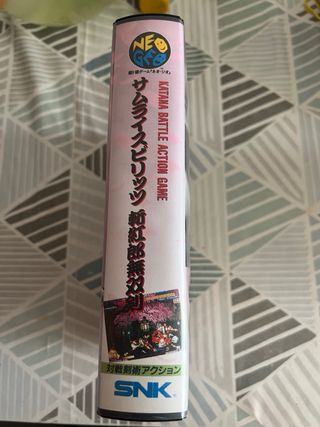 NEO
GEO
KATANA BATTLE ACTION GAME
サムライスピリッツ 斬紅郎無双剣
対戦剣術アクション
SNK